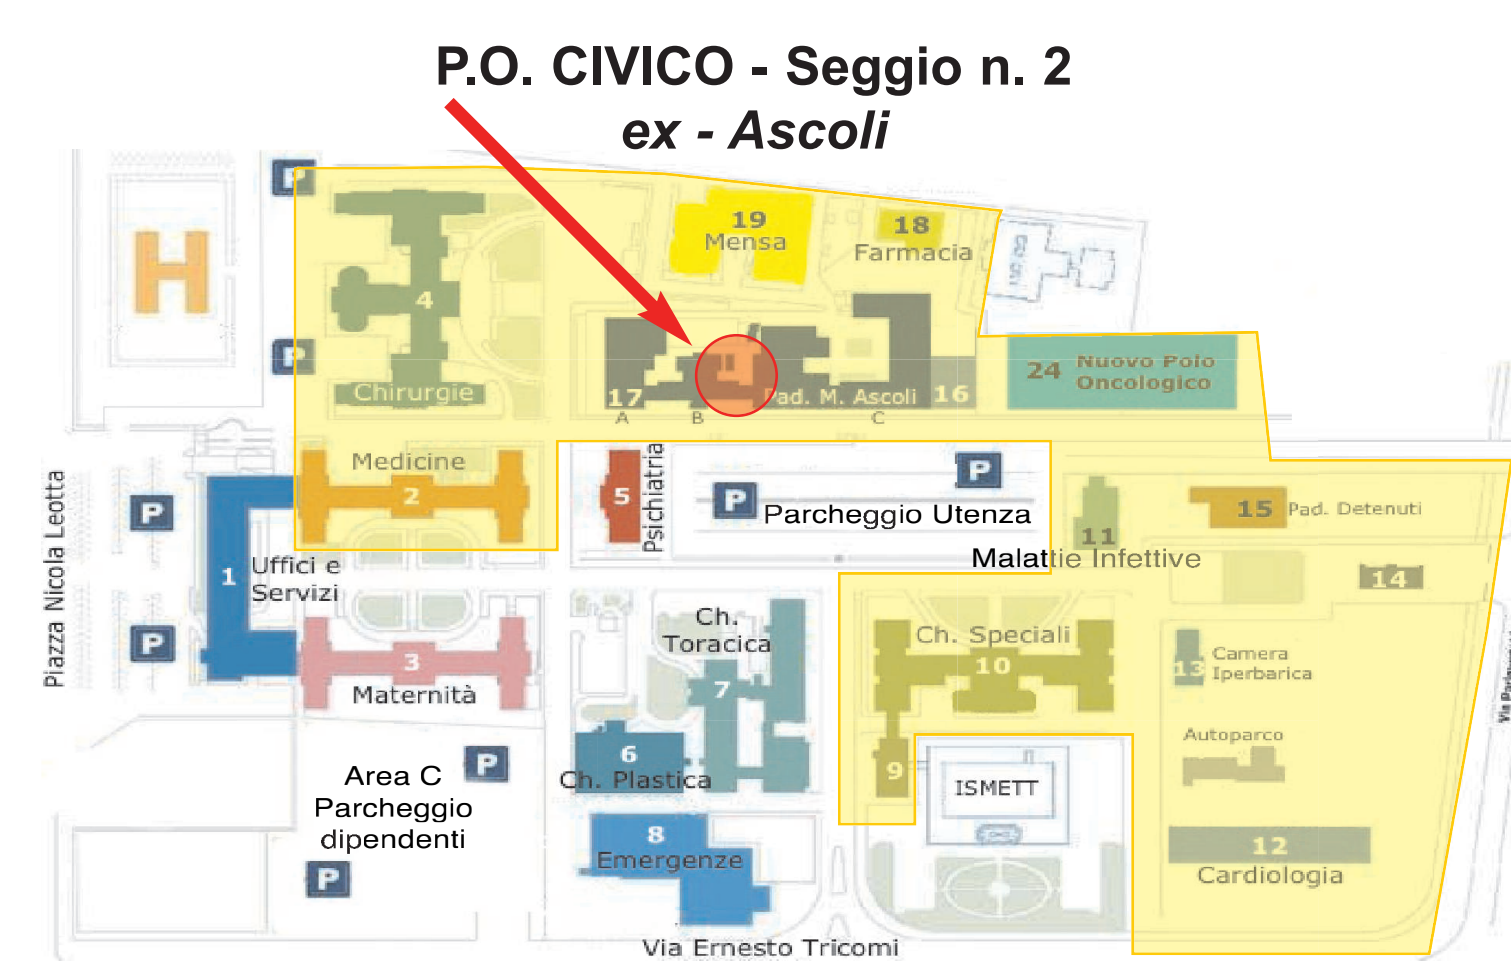 P.O. CIVICO - Seggio n. 2
ex - Ascoli
P
H
4
Chirurgie
P
19
Mensa
18
Farmacia
17
Pad. M. Ascoli
16
A
B
C
24
Nuovo Polo
Oncologico
Piazza Nicola Leotta
P
P
1
Uffici e
Servizi
Medicine
2
3
Maternità
5
Psichiatria
P
P
Parcheggio Utenza
11
Malattie Infettive
15
Pad. Detenuti
14
Ch.
Toracica
7
6
Ch. Plastica
8
Emergenze
Ch. Speciali
10
9
ISMETT
13
Camera
Iperbarica
Autoparco
12
Cardiologia
Area C
Parcheggio
dipendenti
P
P
Via Ernesto Tricomi